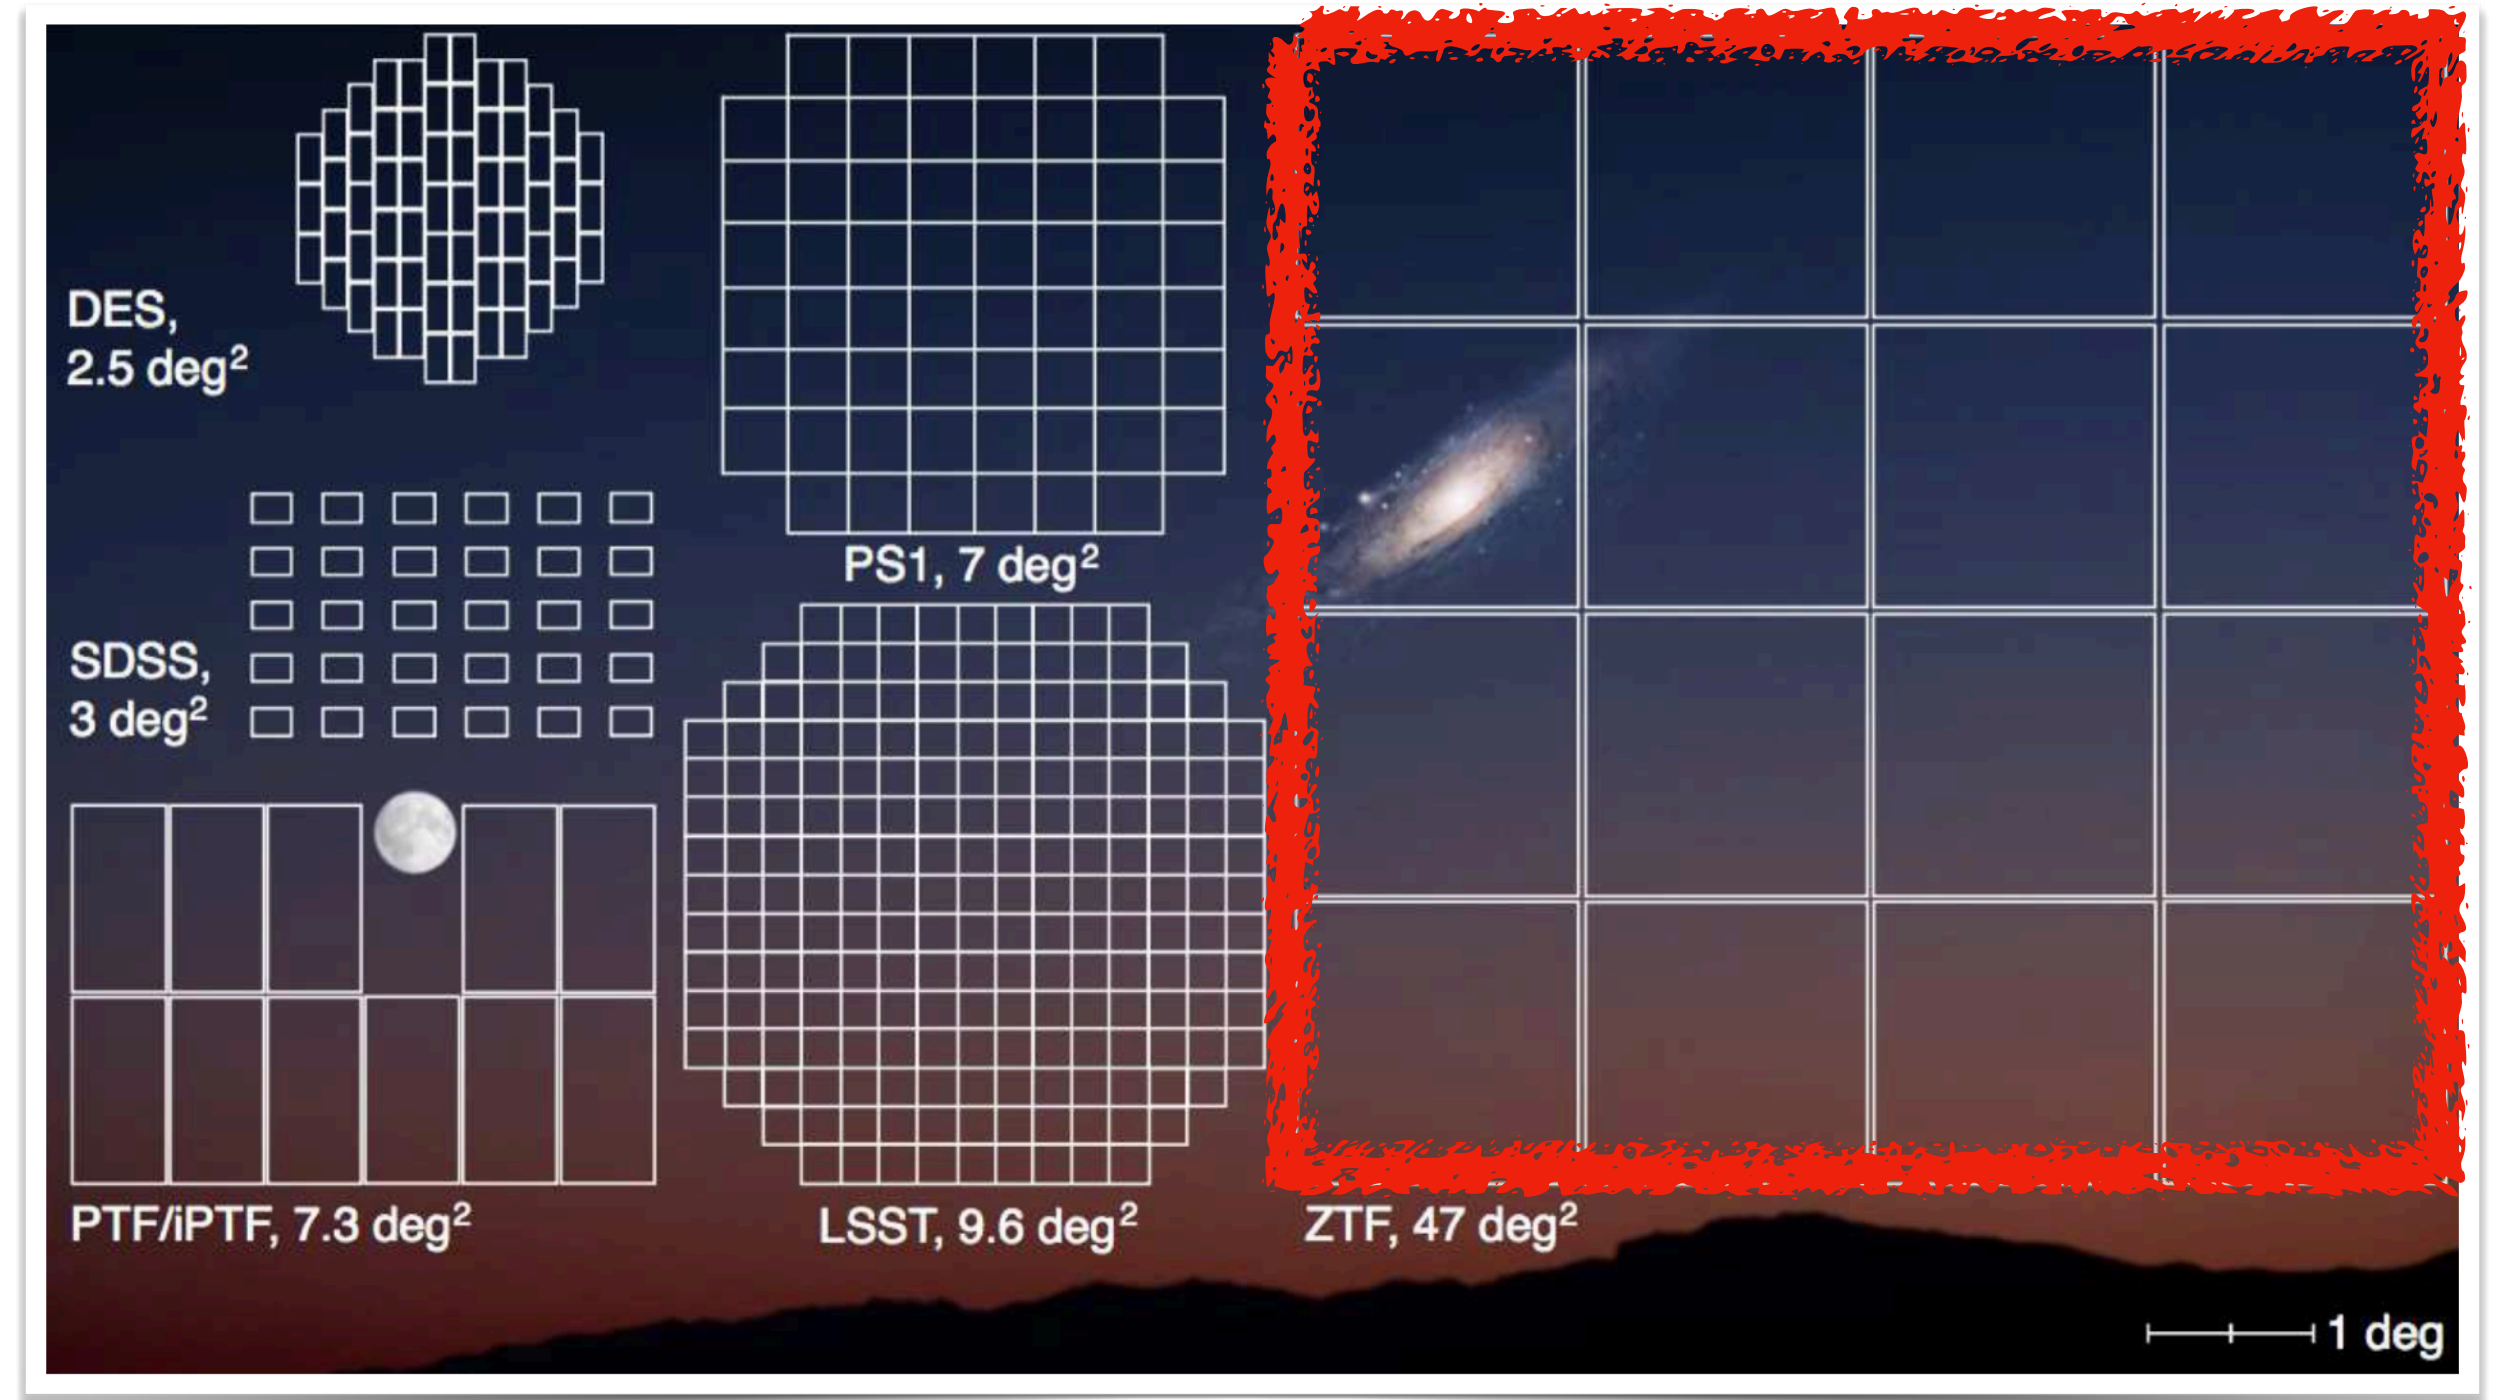 DES,
2.5 deg²
PS1, 7 deg²
SDSS,
3 deg²
PTF/iPTF, 7.3 deg²
LSST, 9.6 deg²
ZTF, 47 deg²
1 deg